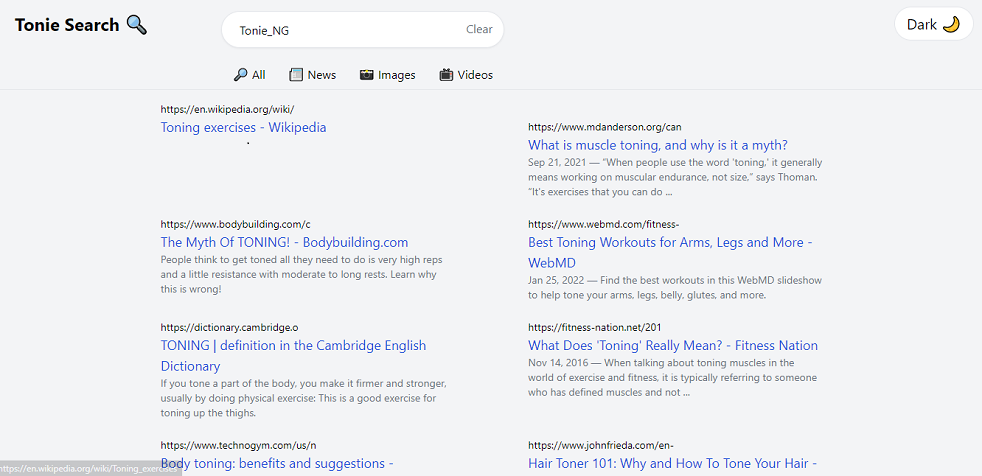 Tonie Search
Tonie_NG
Clear
Dark
All
News
Images
Videos
https://en.wikipedia.org/wiki/
Toning exercises - Wikipedia
https://www.mdanderson.org/can
What is muscle toning, and why is it a myth?
Sep 21, 2021 — “When people use the word ‘toning,’ it generally
means working on muscular endurance, not size,” says Thoman.
“It's exercises that you can do ...
https://www.bodybuilding.com/c
The Myth Of TONING! - Bodybuilding.com
People think to get toned all they need to do is very high reps
and a little resistance with moderate to long rests. Learn why
this is wrong!
https://www.webmd.com/fitness-
Best Toning Workouts for Arms, Legs and More -
WebMD
Jan 25, 2022 — Find the best workouts in this WebMD slideshow
to help tone your arms, legs, belly, glutes, and more.
https://dictionary.cambridge.o
TONING | definition in the Cambridge English
Dictionary
If you tone a part of the body, you make it firmer and stronger,
usually by doing physical exercise: This is a good exercise for
toning up the thighs.
https://fitness-nation.net/201
What Does 'Toning' Really Mean? - Fitness Nation
Nov 14, 2016 — When talking about toning muscles in the
world of exercise and fitness, it is typically referring to someone
who has defined muscles and not ...
https://www.technogym.com/us/n
Body toning: benefits and suggestions -
https://www.johnfrieda.com/en-
Hair Toner 101: Why and How To Tone Your Hair -
https://en.wikipedia.org/wiki/Toning_exercises